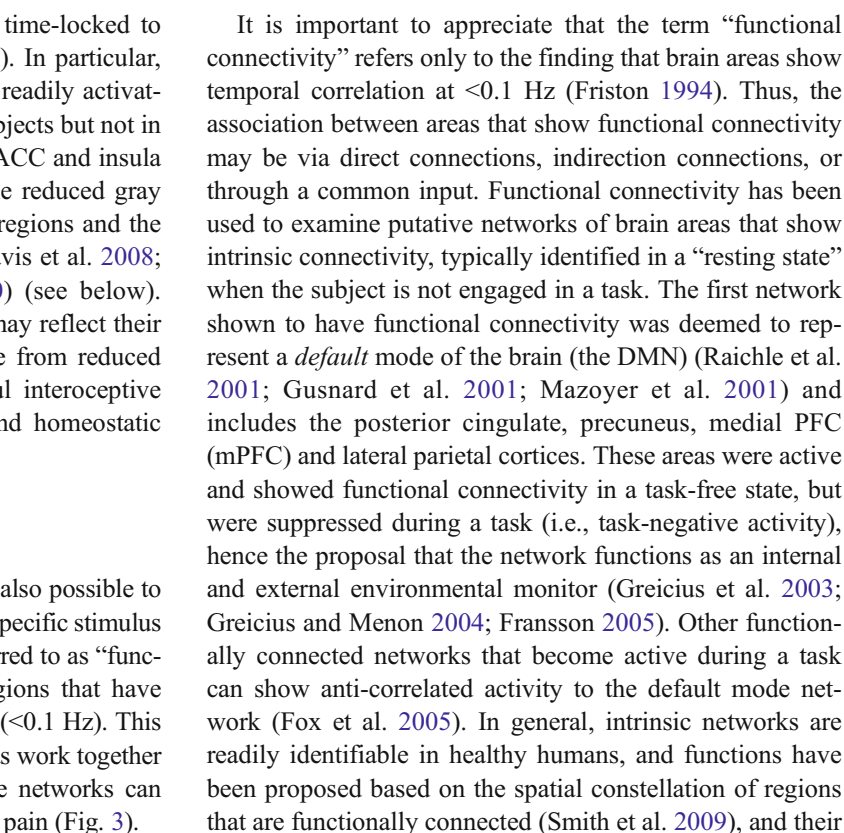 time-locked to
). In particular,
readily activat-
bjects but not in
ACC and insula
e reduced gray
regions and the
vis et al. 2008;
) (see below).
may reflect their
e from reduced
l interoceptive
nd homeostatic
also possible to
pecific stimulus
rred to as “func-
gions that have
(<0.1 Hz). This
s work together
e networks can
pain (Fig. 3).
It is important to appreciate that the term “functional
connectivity” refers only to the finding that brain areas show
temporal correlation at <0.1 Hz (Friston 1994). Thus, the
association between areas that show functional connectivity
may be via direct connections, indirection connections, or
through a common input. Functional connectivity has been
used to examine putative networks of brain areas that show
intrinsic connectivity, typically identified in a “resting state”
when the subject is not engaged in a task. The first network
shown to have functional connectivity was deemed to rep-
resent a default mode of the brain (the DMN) (Raichle et al.
2001; Gusnard et al. 2001; Mazoyer et al. 2001) and
includes the posterior cingulate, precuneus, medial PFC
(mPFC) and lateral parietal cortices. These areas were active
and showed functional connectivity in a task-free state, but
were suppressed during a task (i.e., task-negative activity),
hence the proposal that the network functions as an internal
and external environmental monitor (Greicius et al. 2003;
Greicius and Menon 2004; Fransson 2005). Other function-
ally connected networks that become active during a task
can show anti-correlated activity to the default mode net-
work (Fox et al. 2005). In general, intrinsic networks are
readily identifiable in healthy humans, and functions have
been proposed based on the spatial constellation of regions
that are functionally connected (Smith et al. 2009), and their